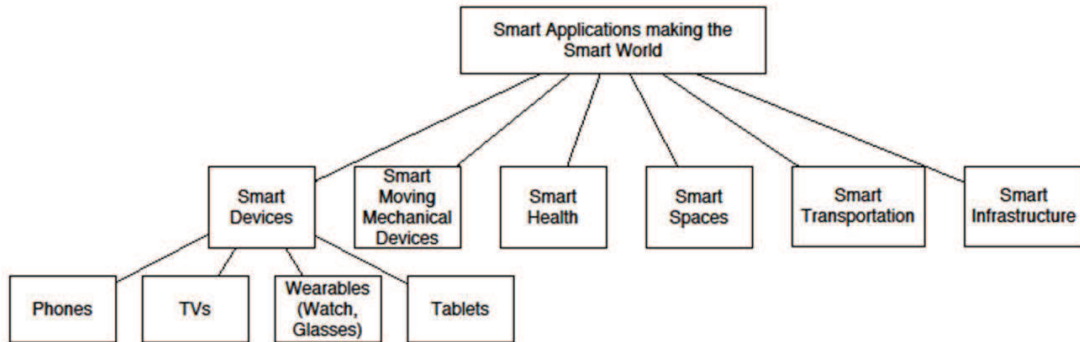 Smart Applications making the
Smart World
Smart
Devices
Smart
Moving
Mechanical
Devices
Smart
Health
Smart
Spaces
Smart
Transportation
Smart
Infrastructure
Phones
TVs
Wearables
(Watch,
Glasses)
Tablets